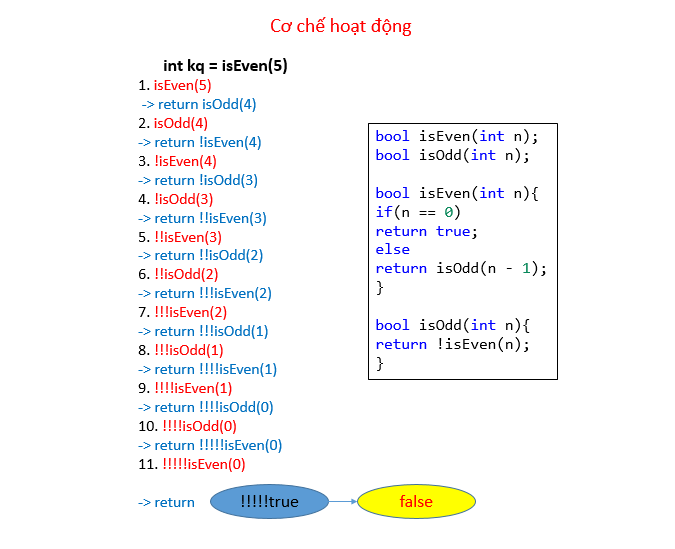 Cơ chế hoạt động
int kq = isEven(5)
1. isEven(5)
-> return isOdd(4)
2. isOdd(4)
-> return !isEven(4)
3. !isEven(4)
-> return !isOdd(3)
4. !isOdd(3)
-> return !!isEven(3)
5. !!isEven(3)
-> return !!isOdd(2)
6. !!isOdd(2)
-> return !!!isEven(2)
7. !!!isEven(2)
-> return !!!isOdd(1)
8. !!!isOdd(1)
-> return !!!!isEven(1)
9. !!!!isEven(1)
-> return !!!!isOdd(0)
10. !!!!isOdd(0)
-> return !!!!!isEven(0)
11. !!!!!isEven(0)
-> return !!!!!true false
bool isEven(int n);
bool isOdd(int n);
bool isEven(int n){
if(n == 0)
return true;
else
return isOdd(n - 1);
}
bool isOdd(int n){
return !isEven(n);
}